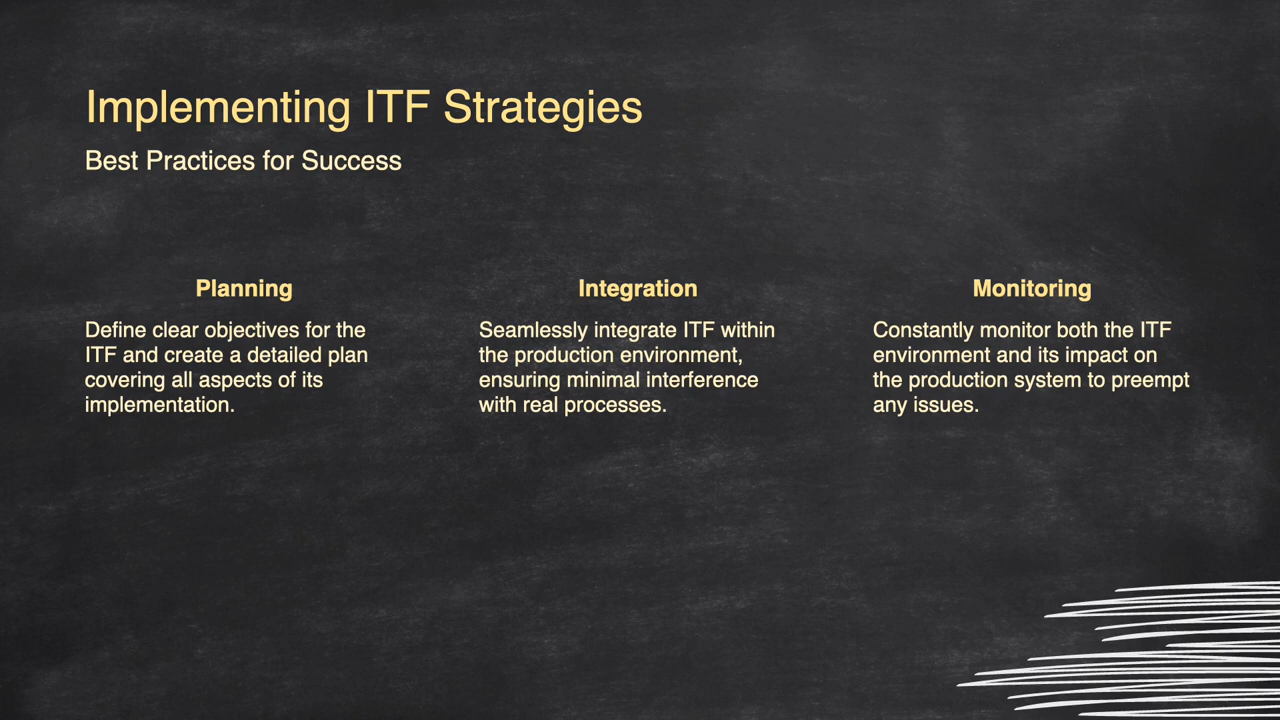 Implementing ITF Strategies
Best Practices for Success
Planning
Define clear objectives for the
ITF and create a detailed plan
covering all aspects of its
implementation.
Integration
Seamlessly integrate ITF within
the production environment,
ensuring minimal interference
with real processes.
Monitoring
Constantly monitor both the ITF
environment and its impact on
the production system to preempt
any issues.